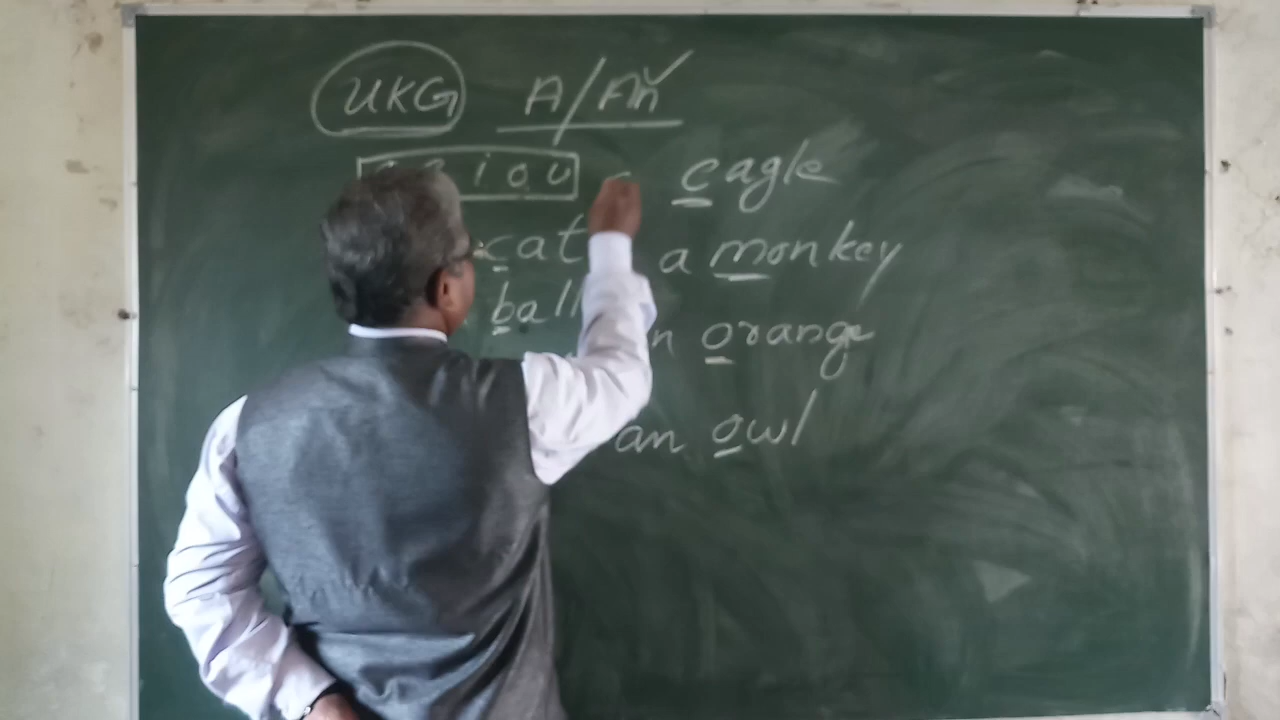 UKG A/An
i o u eagle
cat a monkey
ball
orange
an owl